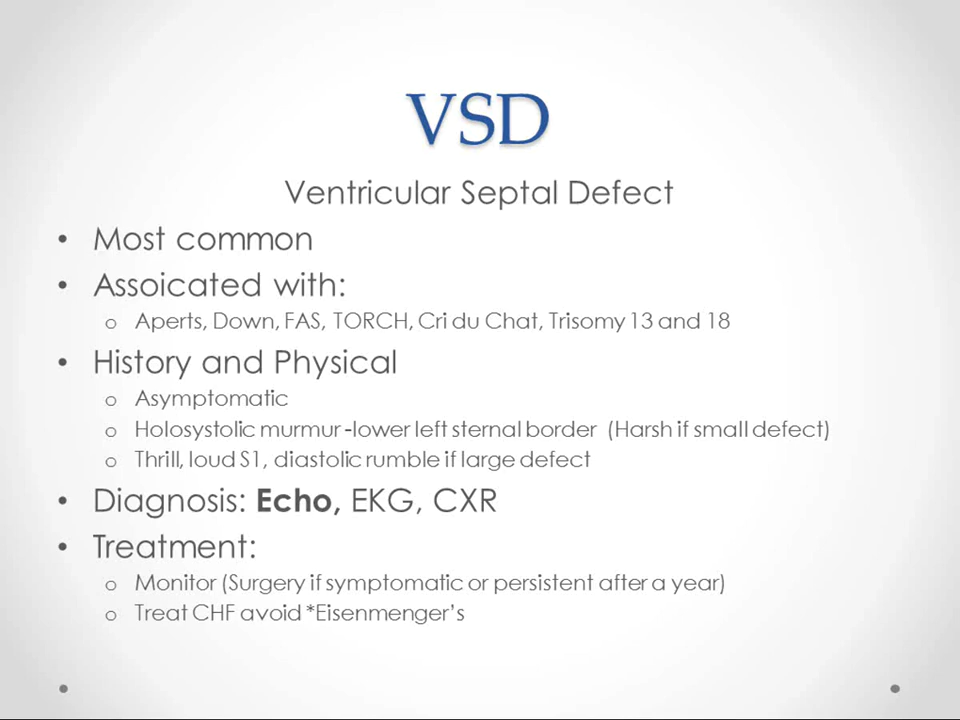 VSD
Ventricular Septal Defect
• Most common
• Assoicated with:
o Aperts, Down, FAS, TORCH, Cri du Chat, Trisomy 13 and 18
• History and Physical
o Asymptomatic
o Holosystolic murmur -lower left sternal border (Harsh if small defect)
o Thrill, loud S1, diastolic rumble if large defect
• Diagnosis: Echo, EKG, CXR
• Treatment:
o Monitor (Surgery if symptomatic or persistent after a year)
o Treat CHF avoid *Eisenmenger's